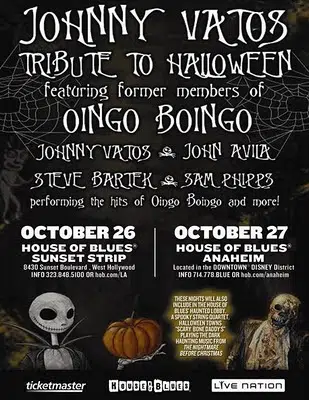 JOHNNY VATOS
TRIBUTE TO HALLOWEEN
featuring former members of
OINGO BOINGO
JOHNNY VATOS JOHN AVILA
STEVE BARTEK SAM PHIPPS
performing the hits of Oingo Boingo and more!
OCTOBER 26
HOUSE OF BLUES®
SUNSET STRIP
8430 Sunset Boulevard . West Hollywood
INFO 323.848.5100 OR hob.com/LA
OCTOBER 27
HOUSE OF BLUES®
ANAHEIM
Located in the DOWNTOWN® DISNEY District
INFO 714.778.BLUE OR hob.com/anaheim
THESE NIGHTS WILL ALSO
INCLUDE IN THE HOUSE OF
BLUES' HAUNTED LOBBY,
A SPOOKY STRING QUARTET,
HALLOWEEN TOWN'S
"SCARY BONE DADDY'S"
PLAYING THE DARK
HAUNTING MUSIC FROM
THE NIGHTMARE
BEFORE CHRISTMAS
ticketmaster
HOUSE OF BLUES
LIVE NATION